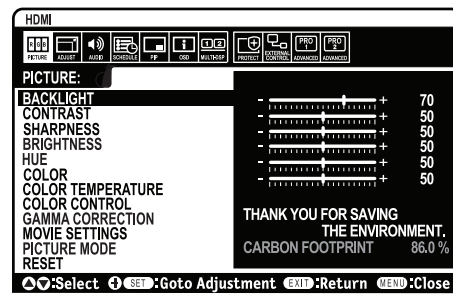 HDMI
RGB
PICTURE ADJUST AUDIO SCHEDULE PIP OSD MULTI-DSP PROTECT EXTERNAL CONTROL PRO 1 ADVANCED PRO 2 ADVANCED
PICTURE:
BACKLIGHT - + 70
CONTRAST - + 50
SHARPNESS - + 50
BRIGHTNESS - + 50
HUE - + 50
COLOR - + 50
COLOR TEMPERATURE
COLOR CONTROL
GAMMA CORRECTION
MOVIE SETTINGS
PICTURE MODE
RESET
THANK YOU FOR SAVING
THE ENVIRONMENT.
CARBON FOOTPRINT 86.0 %
:Select SET:Goto Adjustment EXIT:Return MENU:Close